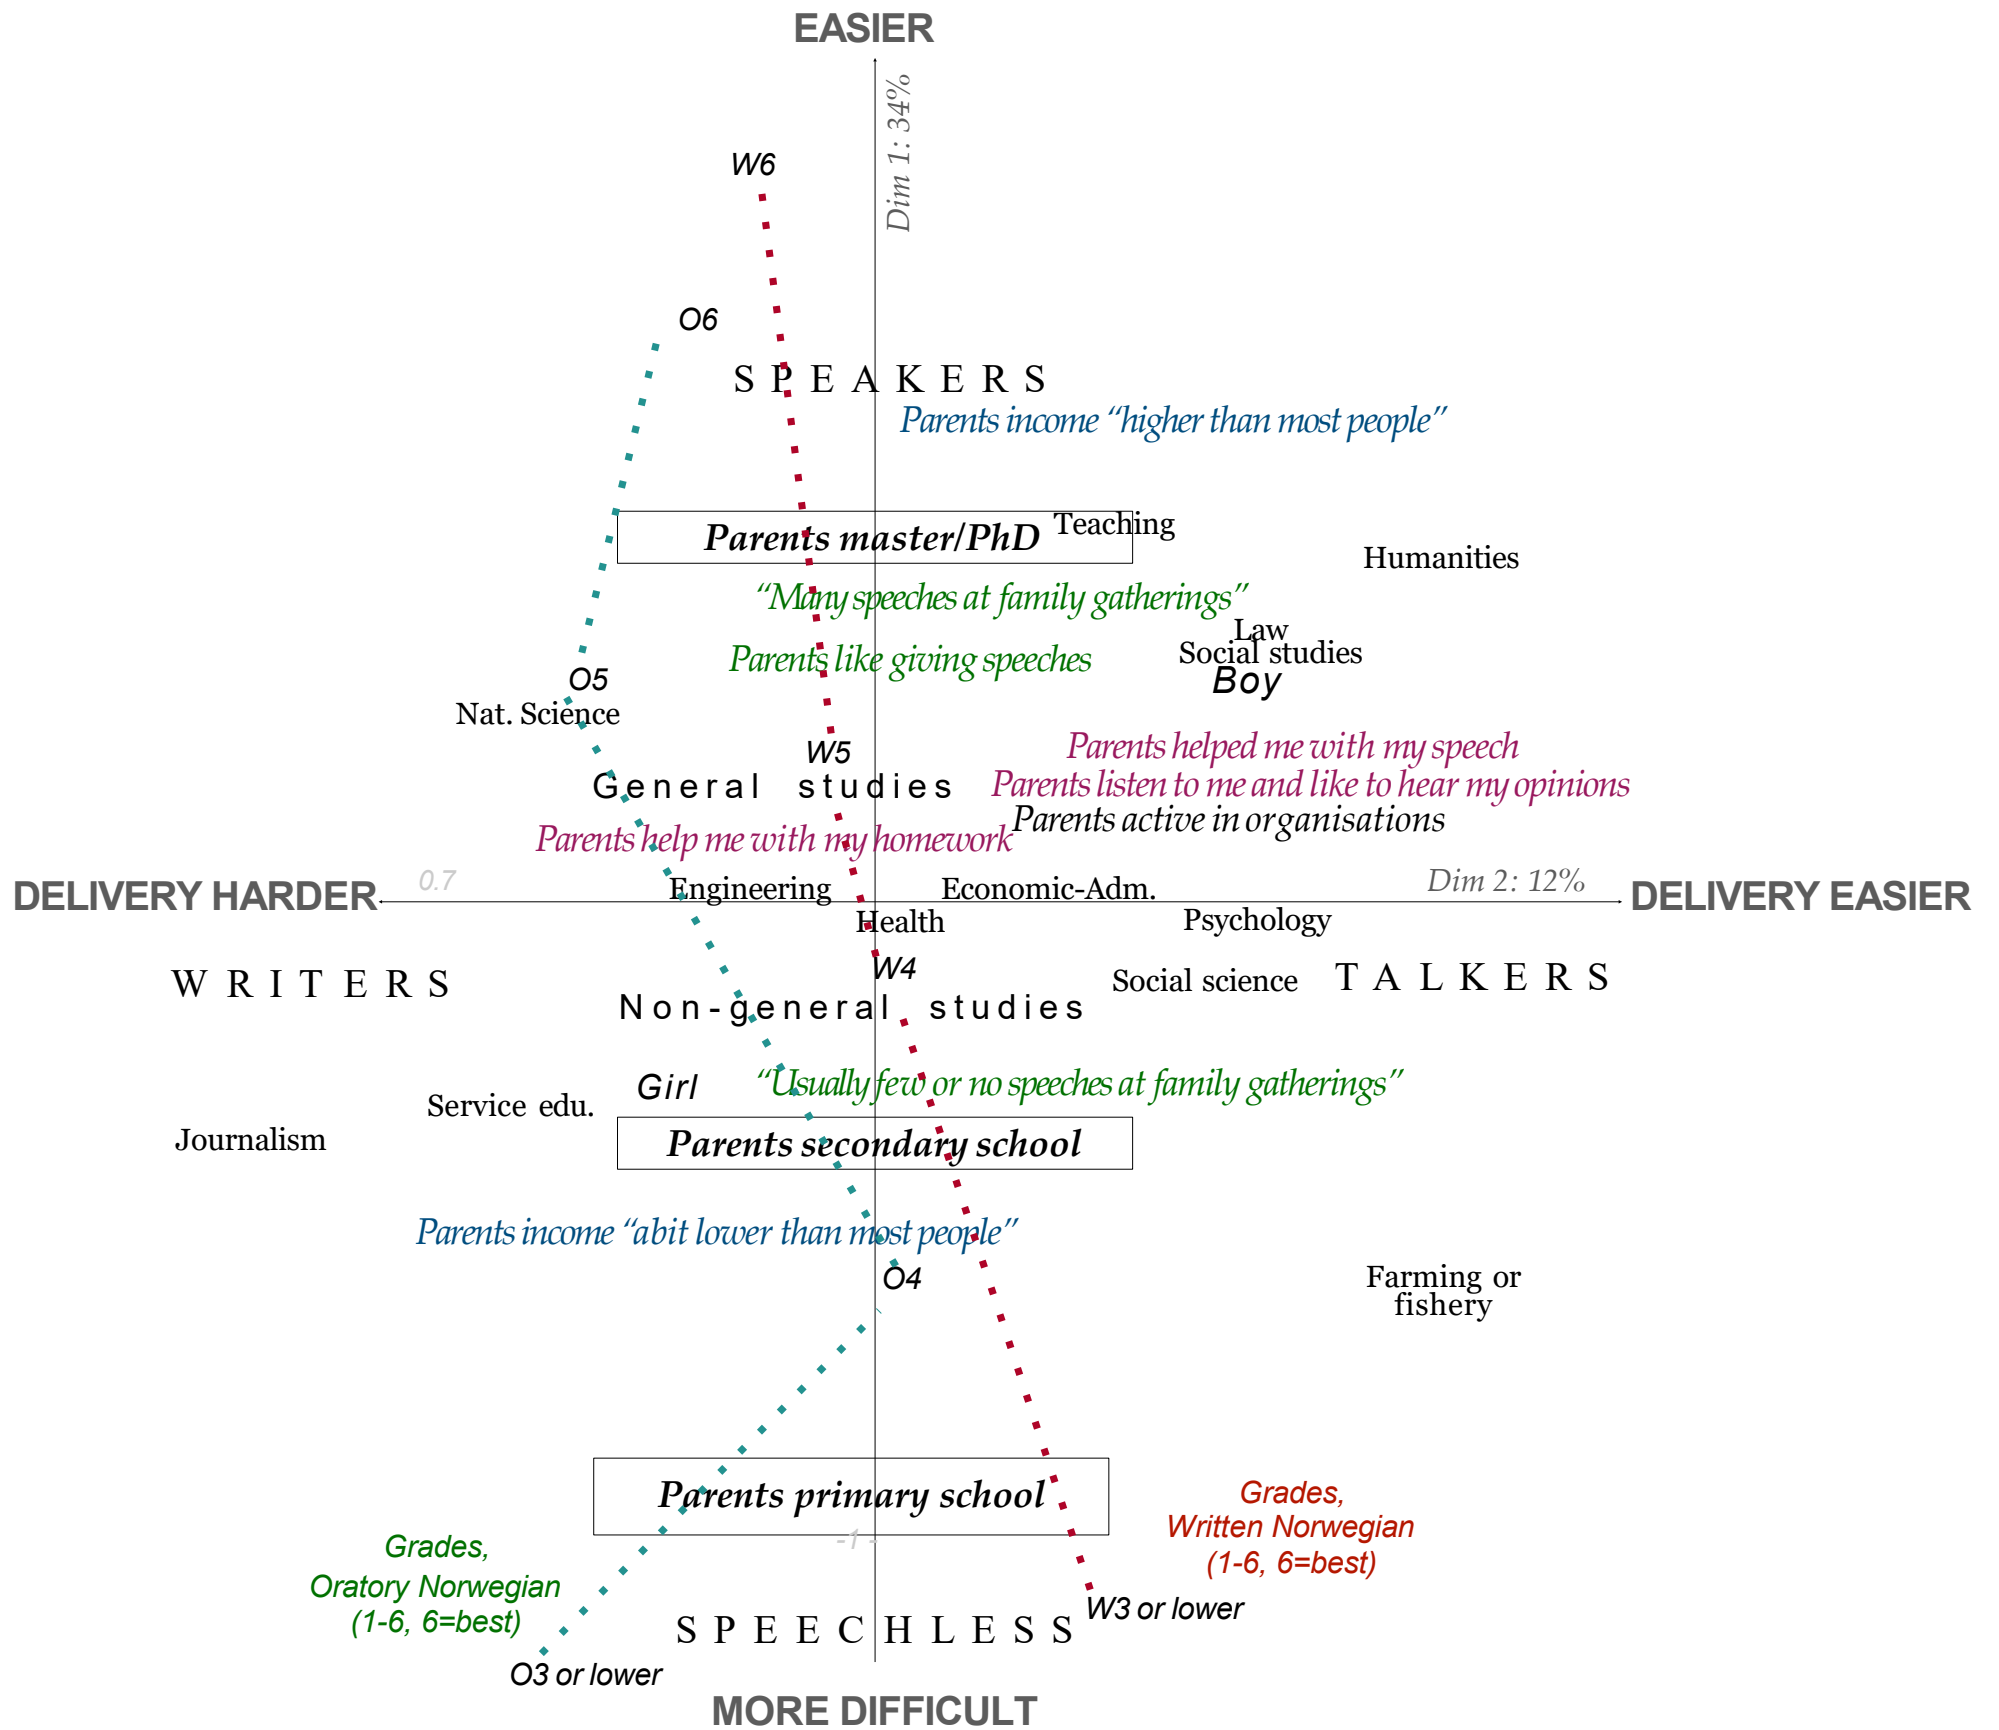 EASIER
Dim 1: 34%
W6
O6
SPEAKERS
Parents income “higher than most people”
Teaching
Parents master/PhD
Humanities
“Many speeches at family gatherings”
Law
Social studies
Parents like giving speeches
Boy
O5
Nat. Science
Parents helped me with my speech
W5
General studies
Parents listen to me and like to hear my opinions
Parents active in organisations
Parents help me with my homework
DELIVERY HARDER
0.7
Engineering
Economic-Adm.
Dim 2: 12%
DELIVERY EASIER
Health
Psychology
W4
WRITERS
Social science
TALKERS
Non-general studies
“Usually few or no speeches at family gatherings”
Girl
Service edu.
Journalism
Parents secondary school
Parents income “abit lower than most people”
O4
Farming or
fishery
Parents primary school
-1 -
Grades,
Written Norwegian
(1-6, 6=best)
Grades,
Oratory Norwegian
(1-6, 6=best)
W3 or lower
SPEECHLESS
O3 or lower
MORE DIFFICULT